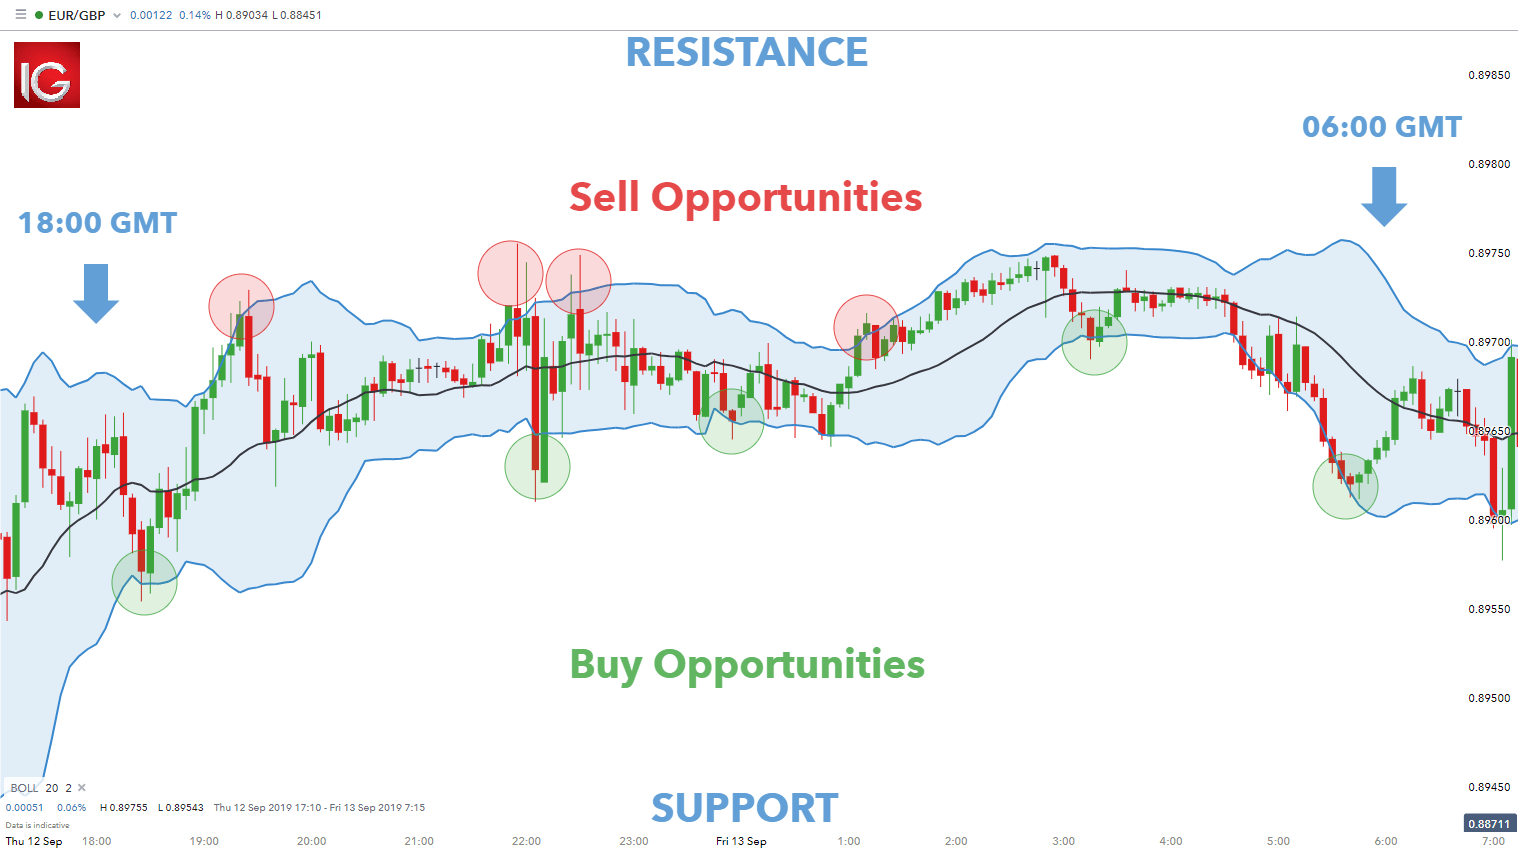 EUR/GBP 0.00122 0.14% H 0.89034 L 0.88451
IG
RESISTANCE
0.89850
06:00 GMT
0.89800
Sell Opportunities
18:00 GMT
0.89750
0.89700
0.89650
0.89600
0.89550
Buy Opportunities
0.89500
BOLL 20 2
0.89450
0.00051 0.06% H 0.89755 L 0.89543 Thu 12 Sep 2019 17:10 - Fri 13 Sep 2019 7:15
SUPPORT
Data is indicative
0.88711
Thu 12 Sep 18:00 19:00 20:00 21:00 22:00 23:00 Fri 13 Sep 1:00 2:00 3:00 4:00 5:00 6:00 7:00